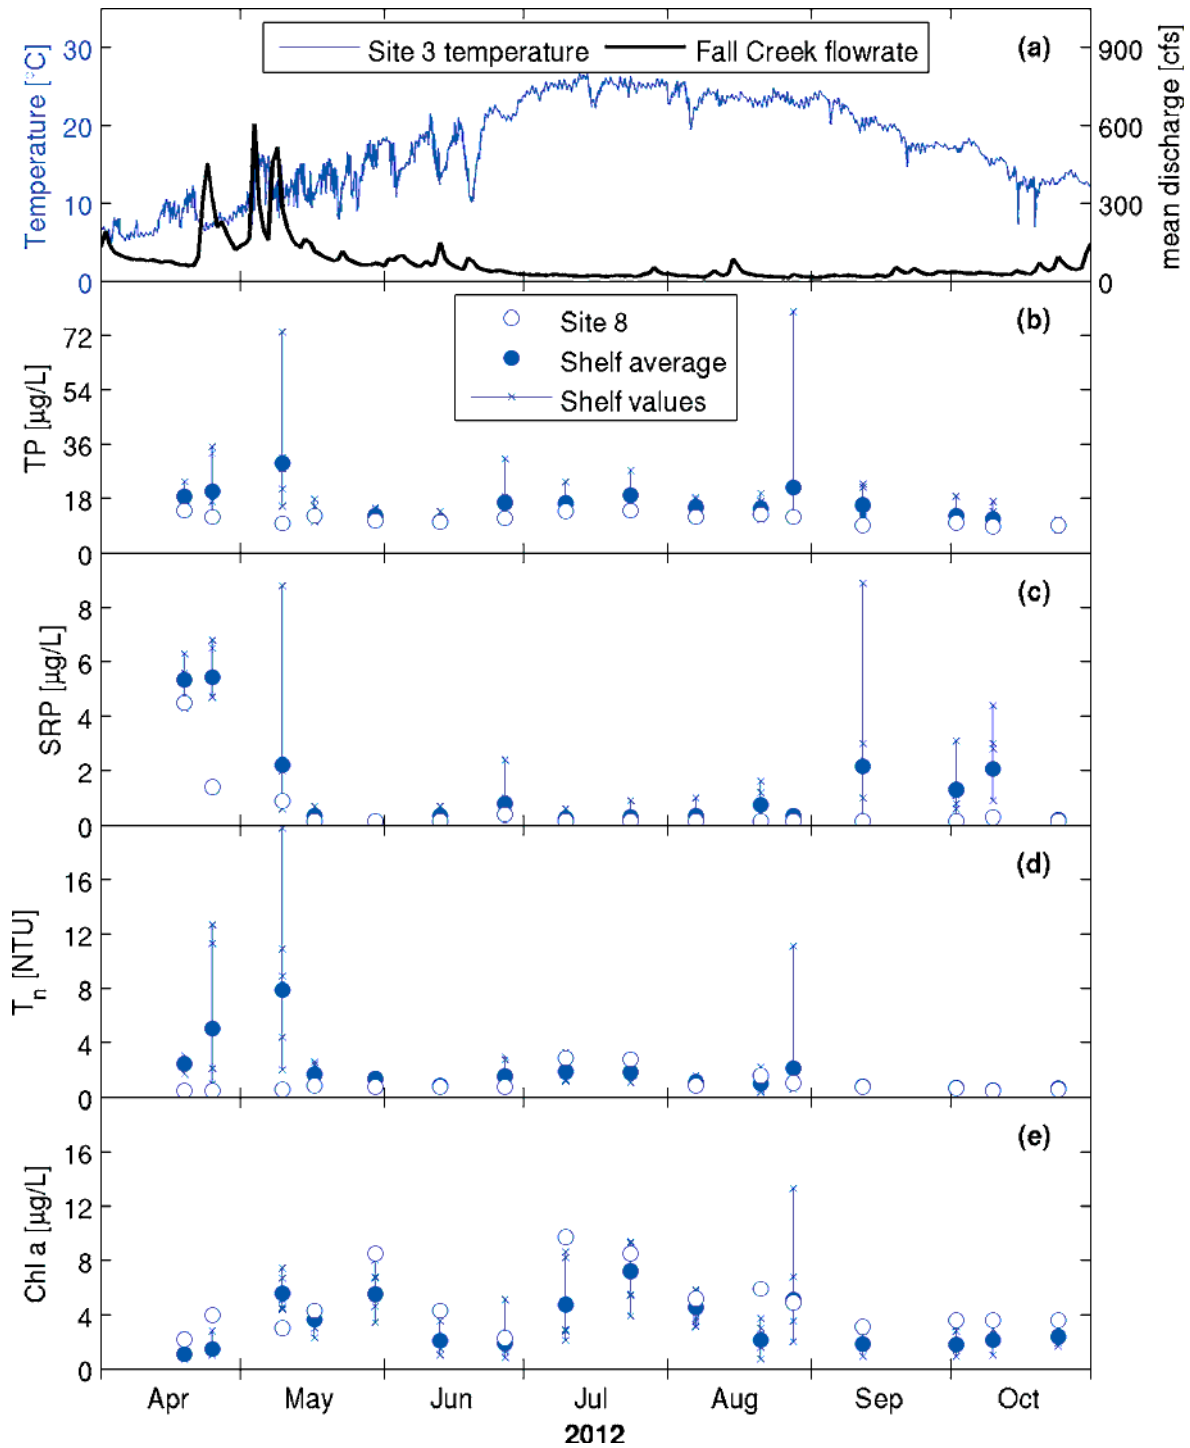 Site 3 temperature Fall Creek flowrate
(a)
Temperature [°C]
30
20
10
0
mean discharge [cfs]
900
600
300
0
Site 8
Shelf average
Shelf values
(b)
TP [µg/L]
72
54
36
18
0
(c)
SRP [µg/L]
8
6
4
2
0
(d)
Tn [NTU]
16
12
8
4
0
(e)
Chl a [µg/L]
16
12
8
4
0
Apr May Jun Jul Aug Sep Oct
2012